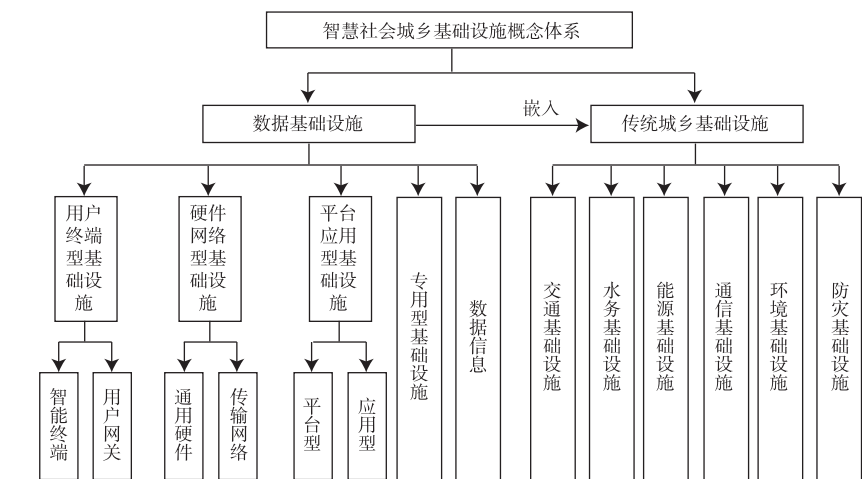 智慧社会城乡基础设施概念体系
数据基础设施
嵌入
传统城乡基础设施
用户
终端
型基
础设
施
硬件
网络
型基
础设
施
平台
应用
型基
础设
施
专用型基础设施
数据信息
交通基础设施
水务基础设施
能源基础设施
通信基础设施
环境基础设施
防灾基础设施
智能终端
用户网关
通用硬件
传输网络
平台型
应用型